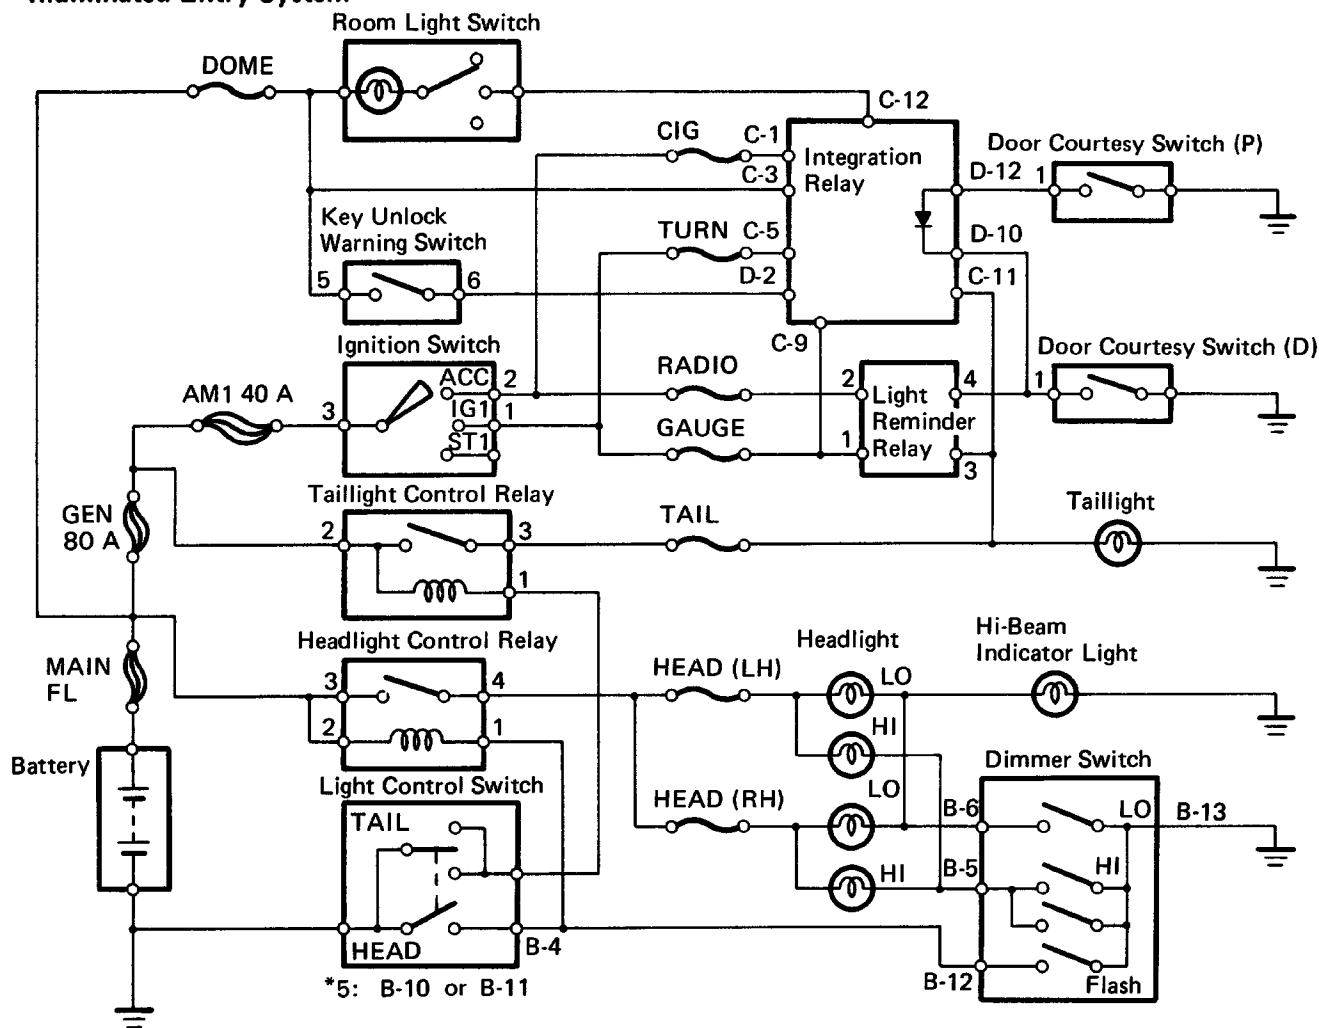 Illuminated Entry System
Room Light Switch
DOME
C-12
CIG
C-1
Integration
Relay
Door Courtesy Switch (P)
C-3
D-12
1
Key Unlock
Warning Switch
TURN
C-5
D-10
5
6
D-2
C-11
C-9
Ignition Switch
Door Courtesy Switch (D)
AM1 40 A
3
ACC
2
IG1
1
ST1
RADIO
2
Light
Reminder
Relay
4
1
GAUGE
1
3
Taillight Control Relay
GEN
80 A
2
3
TAIL
Taillight
1
Headlight Control Relay
Headlight
Hi-Beam
Indicator Light
MAIN
FL
3
4
HEAD (LH)
LO
2
1
HI
Battery
Light Control Switch
Dimmer Switch
TAIL
HEAD (RH)
LO
B-6
LO
B-13
HI
B-5
HI
HEAD
B-4
B-12
Flash
*5: B-10 or B-11